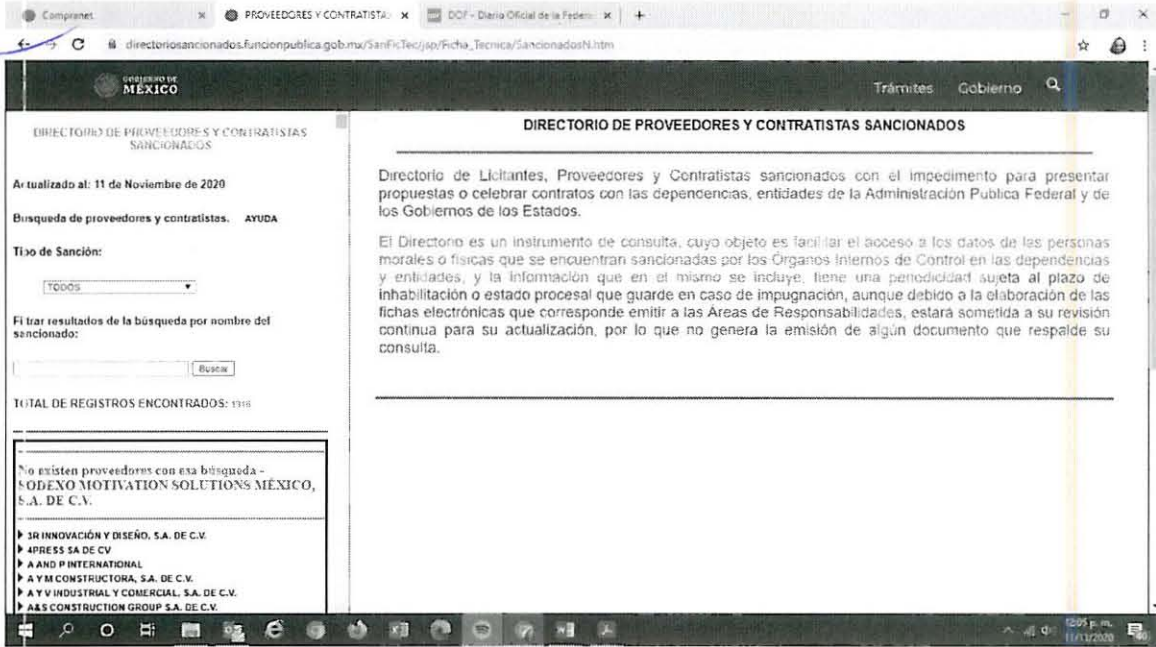 Compranet
PROVEEDORES Y CONTRATISTA
DOF - Diario Oficial de la Federa
directoriosancionados.funcionpublica.gob.mx/SanFicTec/jsp/Ficha_Tecnica/SancionadosN.htm
GOBIERNO DE
MÉXICO
Trámites Gobierno
DIRECTORIO DE PROVEEDORES Y CONTRATISTAS
SANCIONADOS
Actualizado al: 11 de Noviembre de 2020
Busqueda de proveedores y contratistas. AYUDA
Tipo de Sanción:
TODOS
Filtrar resultados de la búsqueda por nombre del
sancionado:
Buscar
TOTAL DE REGISTROS ENCONTRADOS: 1316
No existen proveedores con esa búsqueda -
SODEXO MOTIVATION SOLUTIONS MÉXICO,
S.A. DE C.V.
3R INNOVACIÓN Y DISEÑO, S.A. DE C.V.
4PRESS SA DE CV
A AND P INTERNATIONAL
A Y M CONSTRUCTORA, S.A. DE C.V.
A Y V INDUSTRIAL Y COMERCIAL, S.A. DE C.V.
A&S CONSTRUCTION GROUP S.A. DE C.V.
DIRECTORIO DE PROVEEDORES Y CONTRATISTAS SANCIONADOS
Directorio de Licitantes, Proveedores y Contratistas sancionados con el impedimento para presentar
propuestas o celebrar contratos con las dependencias, entidades de la Administración Publica Federal y de
los Gobiernos de los Estados.
El Directorio es un instrumento de consulta, cuyo objeto es facilitar el acceso a los datos de las personas
morales o físicas que se encuentran sancionadas por los Órganos Internos de Control en las dependencias
y entidades, y la información que en el mismo se incluye, tiene una periodicidad sujeta al plazo de
inhabilitación o estado procesal que guarde en caso de impugnación, aunque debido a la elaboración de las
fichas electrónicas que corresponde emitir a las Áreas de Responsabilidades, estará sometida a su revisión
continua para su actualización, por lo que no genera la emisión de algún documento que respalde su
consulta.
12:05 p. m.
11/11/2020